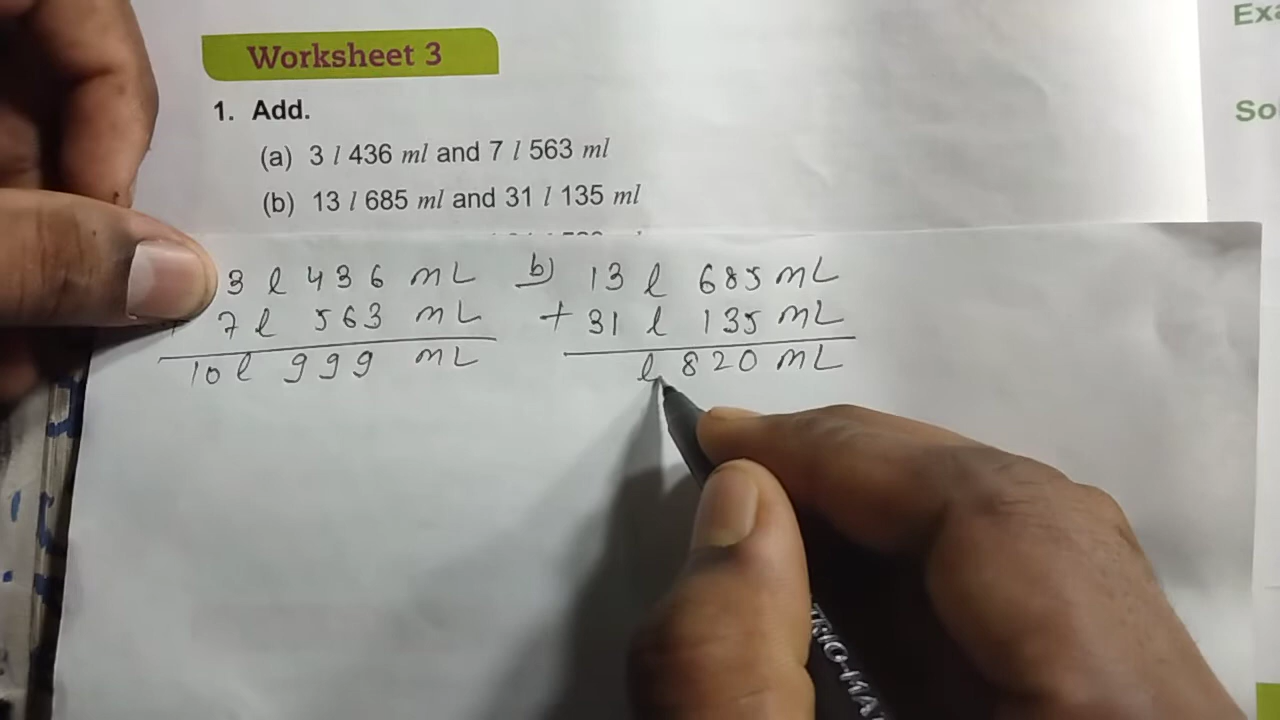 Worksheet 3
1. Add.
(a) 3 l 436 ml and 7 l 563 ml
(b) 13 l 685 ml and 31 l 135 ml
3 l 436 mL
7 l 563 mL
10 l 999 mL
b) 13 l 685 mL
+ 31 l 135 mL
l 820 mL